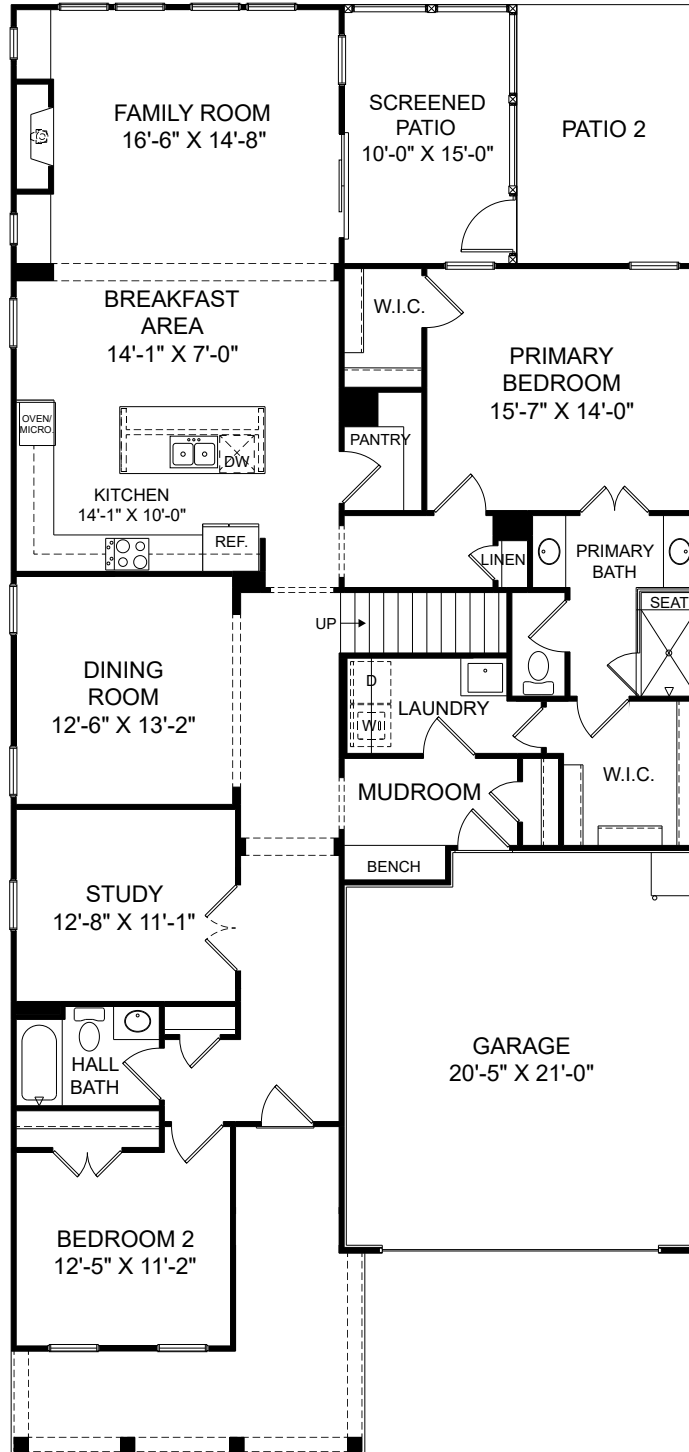 FAMILY ROOM
16'-6" X 14'-8"
SCREENED
PATIO
10'-0" X 15'-0"
PATIO 2
BREAKFAST
AREA
14'-1" X 7'-0"
W.I.C.
PRIMARY
BEDROOM
15'-7" X 14'-0"
OVEN/
MICRO.
DW
PANTRY
KITCHEN
14'-1" X 10'-0"
REF.
LINEN
PRIMARY
BATH
SEAT
UP
DINING
ROOM
12'-6" X 13'-2"
D
W
LAUNDRY
W.I.C.
MUDROOM
BENCH
STUDY
12'-8" X 11'-1"
HALL
BATH
GARAGE
20'-5" X 21'-0"
BEDROOM 2
12'-5" X 11'-2"